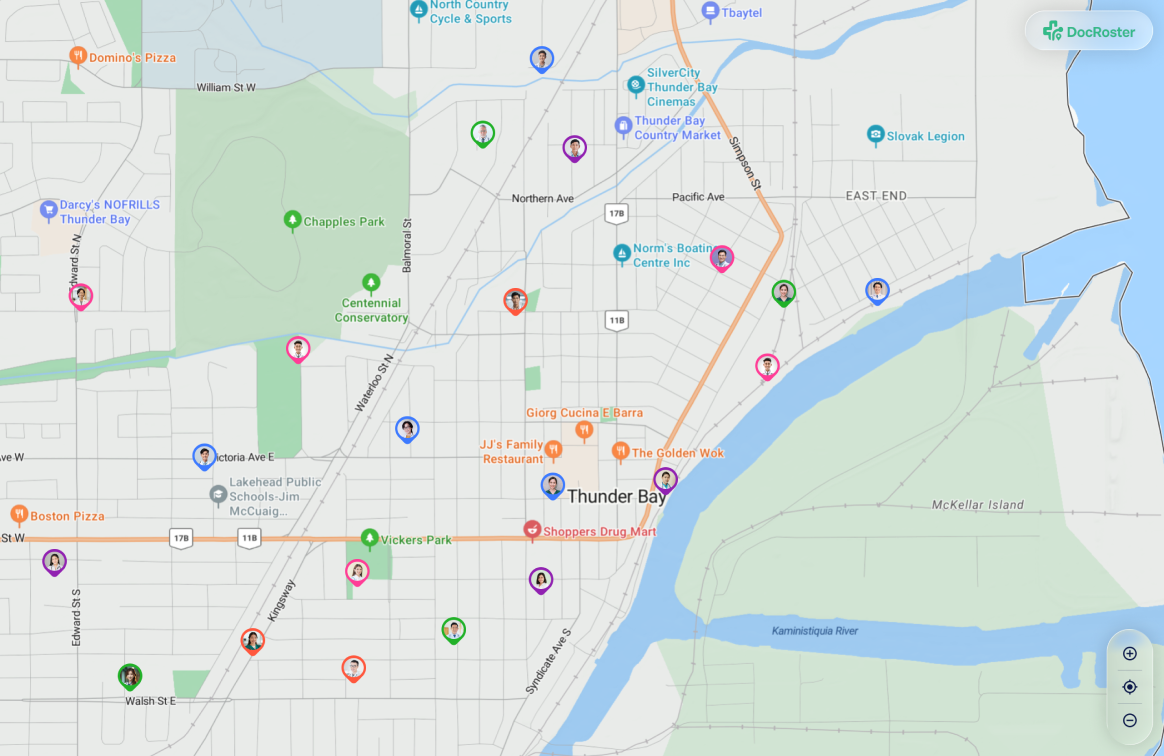 North Country
Cycle & Sports
Tbaytel
DocRoster
Domino's Pizza
William St W
SilverCity
Thunder Bay
Cinemas
Thunder Bay
Country Market
Slovak Legion
Simpson St
Northern Ave
Pacific Ave
EAST END
Darcy's NOFRILLS
Thunder Bay
17B
Chapples Park
Balmoral St
dward St N
Norm's Boating
Centre Inc
Centennial
Conservatory
11B
Waterloo St N
Giorg Cucina E Barra
JJ's Family
Restaurant
The Golden Wok
ve W
ictoria Ave E
Lakehead Public
Schools-Jim
McCuaig...
Thunder Bay
McKellar Island
Boston Pizza
St W
17B
11B
Vickers Park
Shoppers Drug Mart
Edward St S
Kingsway
Syndicate Ave S
Kaministiquia River
Walsh St E